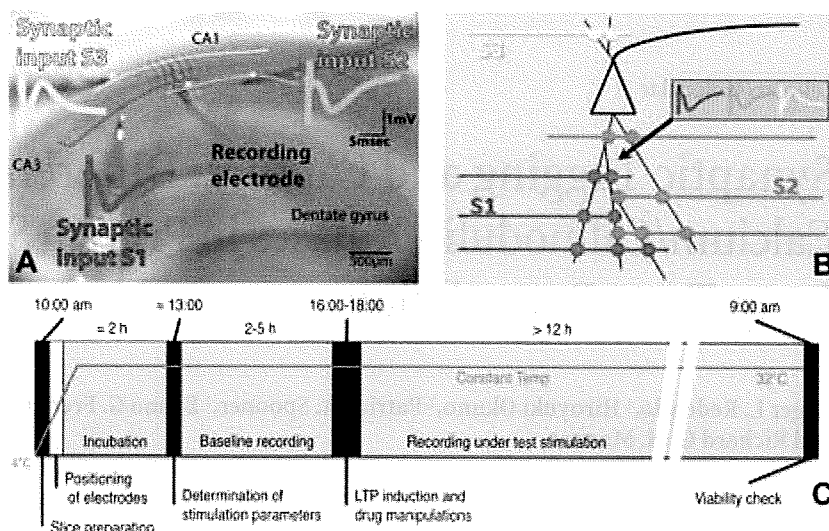 Synaptic
input S3
CA1
Synaptic
input S2
1mV
5msec
CA3
Recording
electrode
Dentate gyrus
Synaptic
input S1
500µm
A
S3
S1
S2
B
10:00 am
≈ 13:00
16:00-18:00
9:00 am
≈ 2 h
2-5 h
> 12 h
Constant Temp
32°C
Incubation
Baseline recording
Recording under test stimulation
4°C
Positioning
of electrodes
Slice preparation
Determination of
stimulation parameters
LTP induction and
drug manipulations
Viability check
C